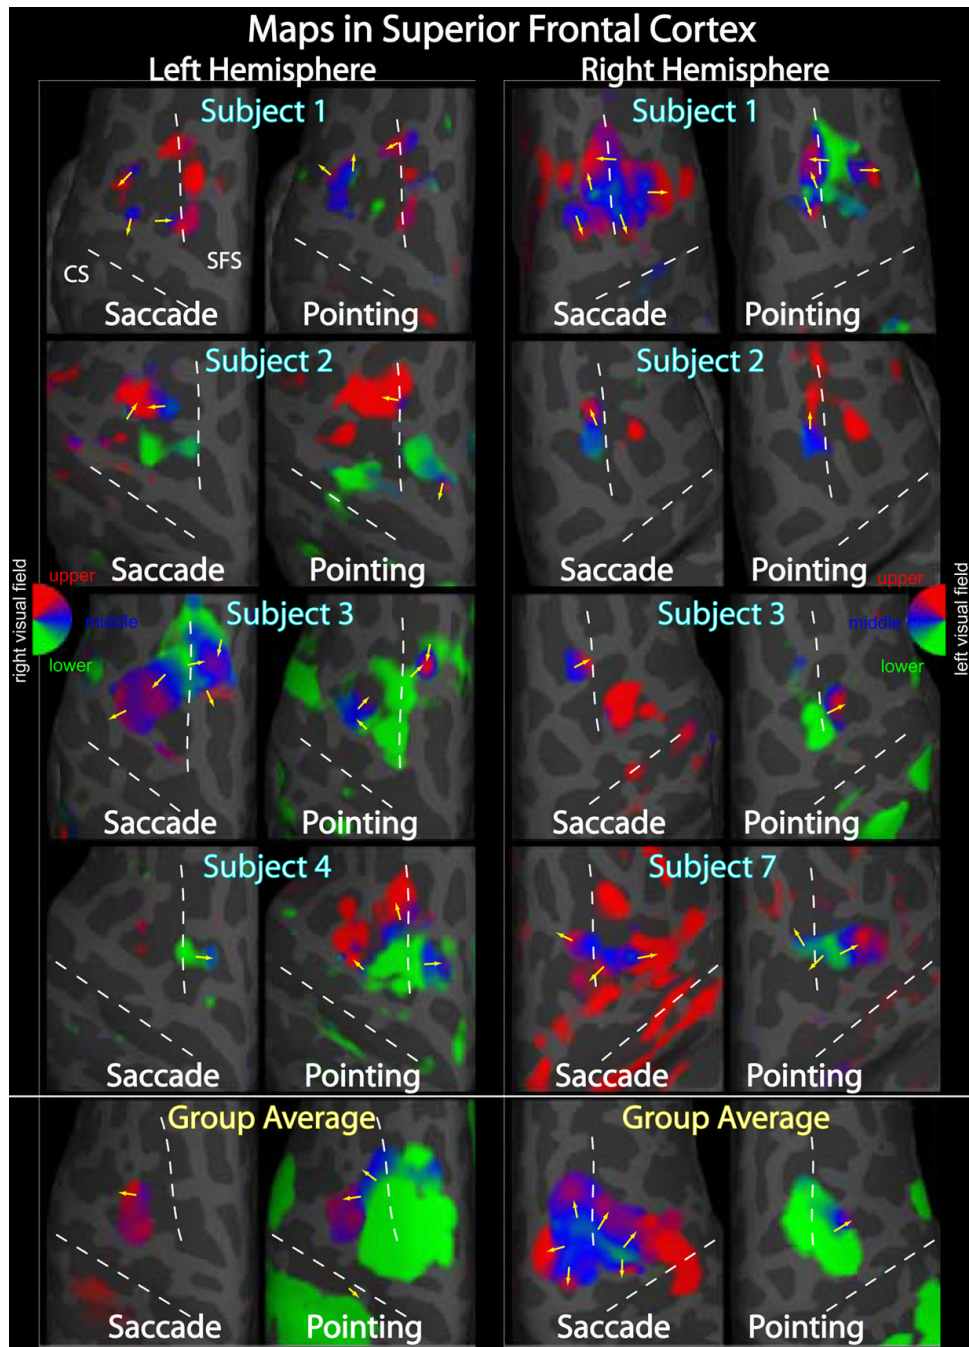 Maps in Superior Frontal Cortex
Left Hemisphere
Right Hemisphere
Subject 1
Subject 1
CS
SFS
Saccade
Pointing
Saccade
Pointing
Subject 2
Subject 2
Saccade
Pointing
Saccade
Pointing
right visual field
upper
middle
lower
upper
middle
lower
left visual field
Subject 3
Subject 3
Saccade
Pointing
Saccade
Pointing
Subject 4
Subject 7
Saccade
Pointing
Saccade
Pointing
Group Average
Group Average
Saccade
Pointing
Saccade
Pointing